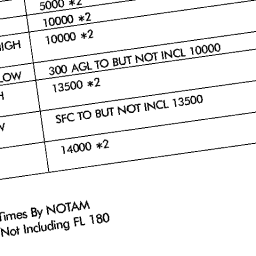 5000 *2
10000 *2
HIGH 10000 *2
LOW 300 AGL TO BUT NOT INCL 10000
H 13500 *2
W SFC TO BUT NOT INCL 13500
14000 *2
Times By NOTAM
Not Including FL 180